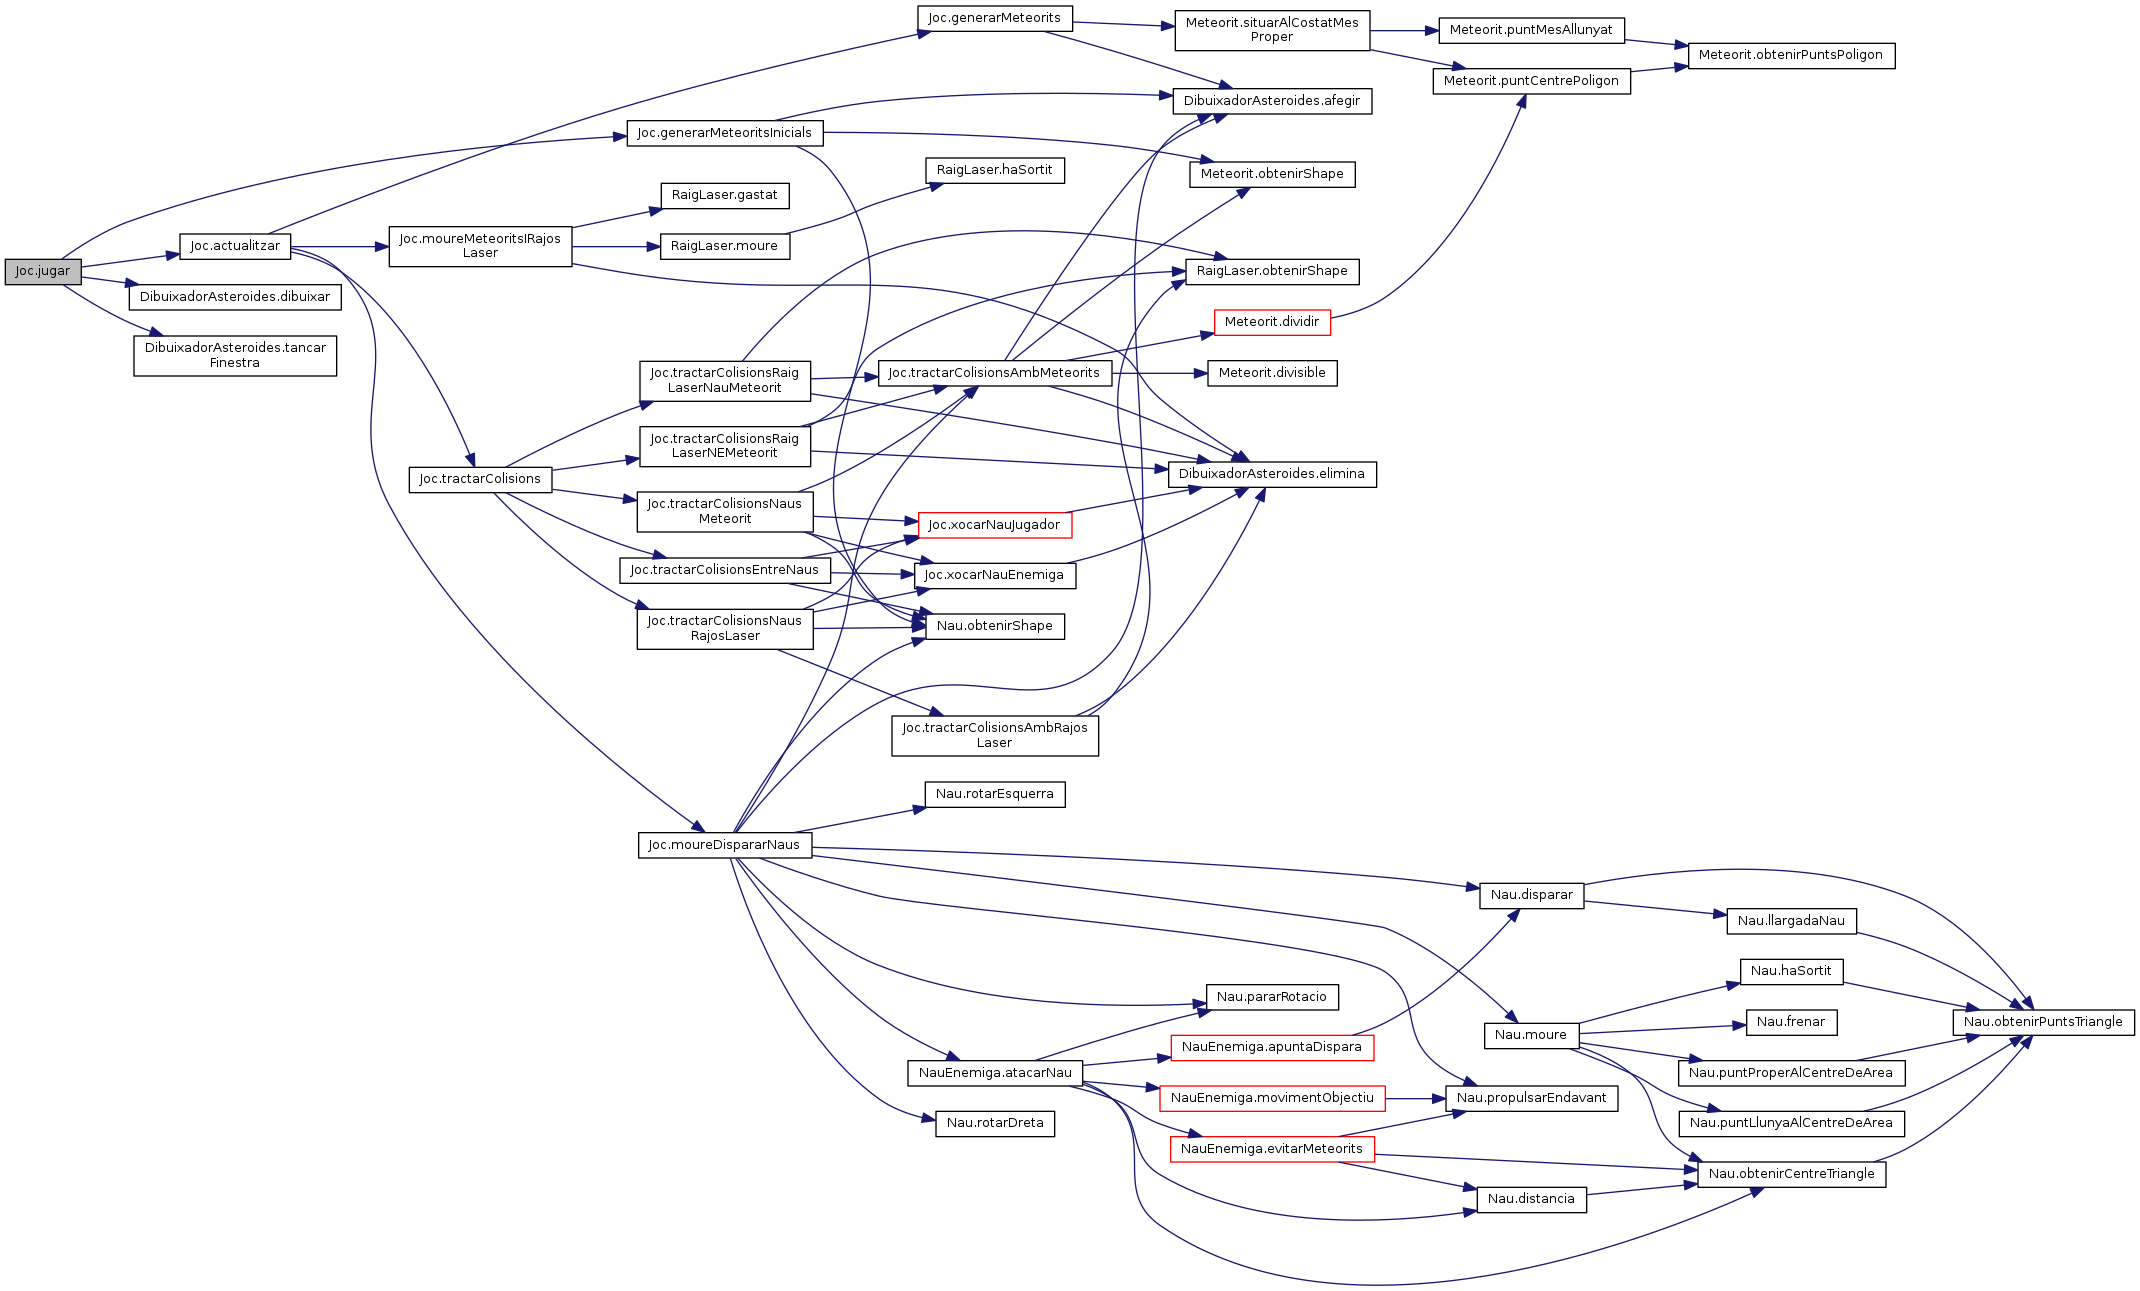 Joc.jugar
Joc.generarMeteoritsInicials
Joc.actualitzar
DibuixadorAsteroides.dibuixar
DibuixadorAsteroides.tancar
Finestra
Joc.generarMeteorits
Joc.moureMeteoritsIRajos
Laser
Joc.tractarColisions
Joc.moureDispararNaus
RaigLaser.gastat
RaigLaser.moure
RaigLaser.haSortit
Joc.tractarColisionsRaig
LaserNauMeteorit
Joc.tractarColisionsRaig
LaserNEMeteorit
Joc.tractarColisionsNaus
Meteorit
Joc.tractarColisionsEntreNaus
Joc.tractarColisionsNaus
RajosLaser
Joc.tractarColisionsAmbMeteorits
Joc.xocarNauJugador
Joc.xocarNauEnemiga
Nau.obtenirShape
Joc.tractarColisionsAmbRajos
Laser
Nau.rotarEsquerra
NauEnemiga.atacarNau
Nau.rotarDreta
Meteorit.situarAlCostatMes
Proper
DibuixadorAsteroides.afegir
Meteorit.obtenirShape
RaigLaser.obtenirShape
Meteorit.dividir
Meteorit.divisible
DibuixadorAsteroides.elimina
Nau.pararRotacio
NauEnemiga.apuntaDispara
NauEnemiga.movimentObjectiu
NauEnemiga.evitarMeteorits
Meteorit.puntMesAllunyat
Meteorit.puntCentrePoligon
Meteorit.obtenirPuntsPoligon
Nau.disparar
Nau.moure
Nau.propulsarEndavant
Nau.distancia
Nau.llargadaNau
Nau.haSortit
Nau.frenar
Nau.puntProperAlCentreDeArea
Nau.puntLlunyaAlCentreDeArea
Nau.obtenirCentreTriangle
Nau.obtenirPuntsTriangle